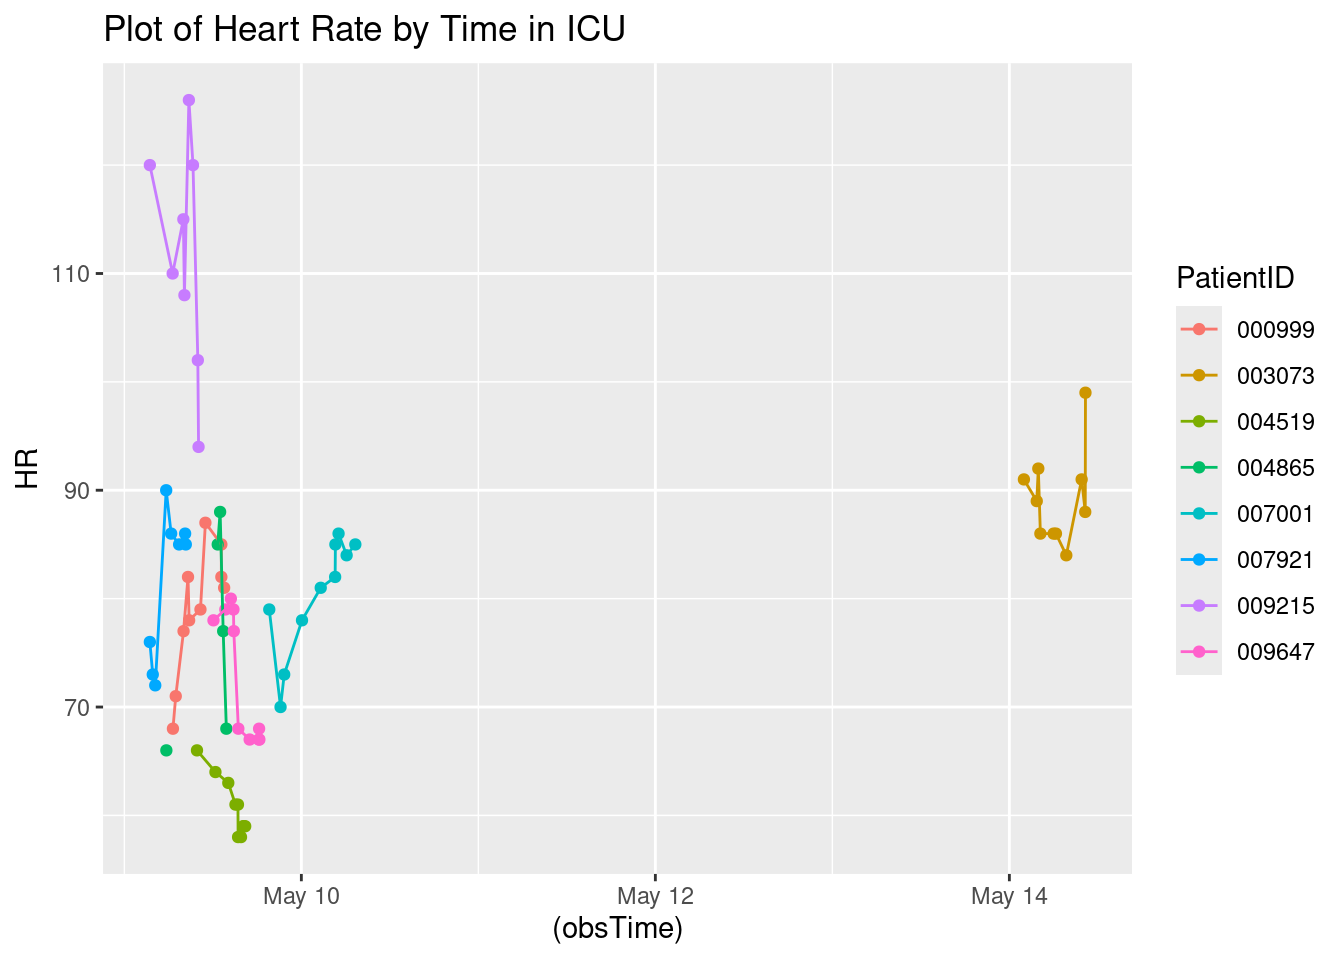 Plot of Heart Rate by Time in ICU
110
90
70
HR
May 10
May 12
May 14
(obsTime)
PatientID
000999
003073
004519
004865
007001
007921
009215
009647